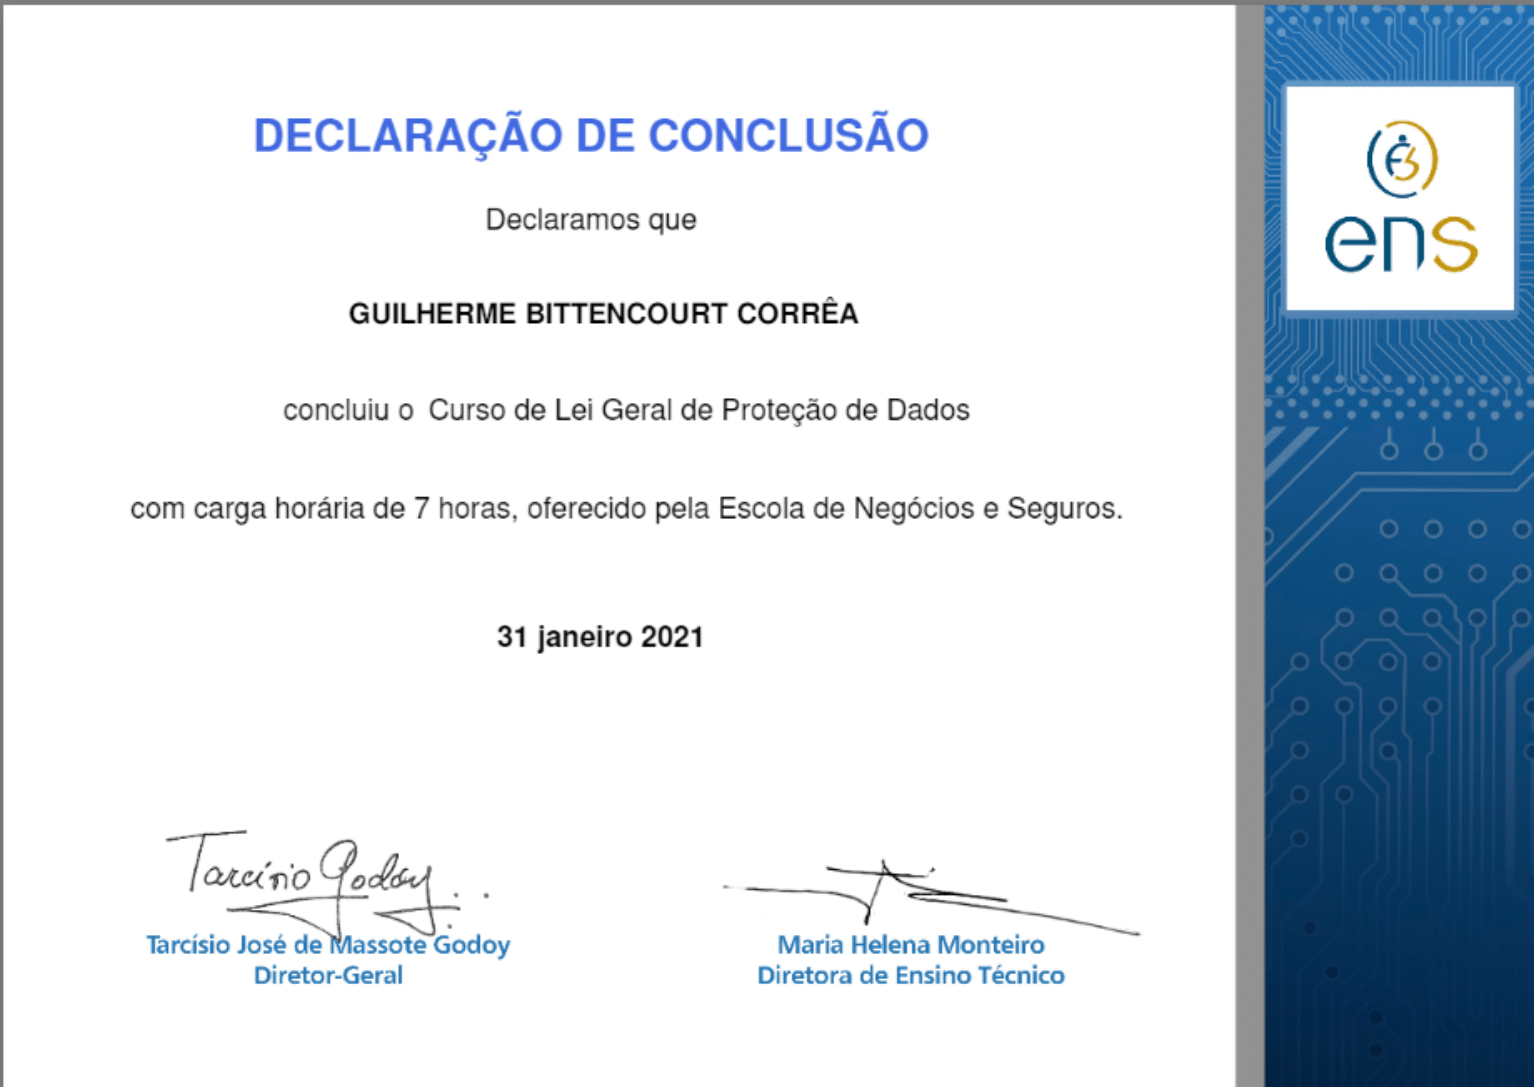 DECLARAÇÃO DE CONCLUSÃO
Declaramos que
GUILHERME BITTENCOURT CORRÊA
concluiu o  Curso de Lei Geral de Proteção de Dados
com carga horária de 7 horas, oferecido pela Escola de Negócios e Seguros.
31 janeiro 2021
Tarcísio Godoy
Tarcísio José de Massote Godoy
Diretor-Geral
Maria Helena Monteiro
Diretora de Ensino Técnico
ens